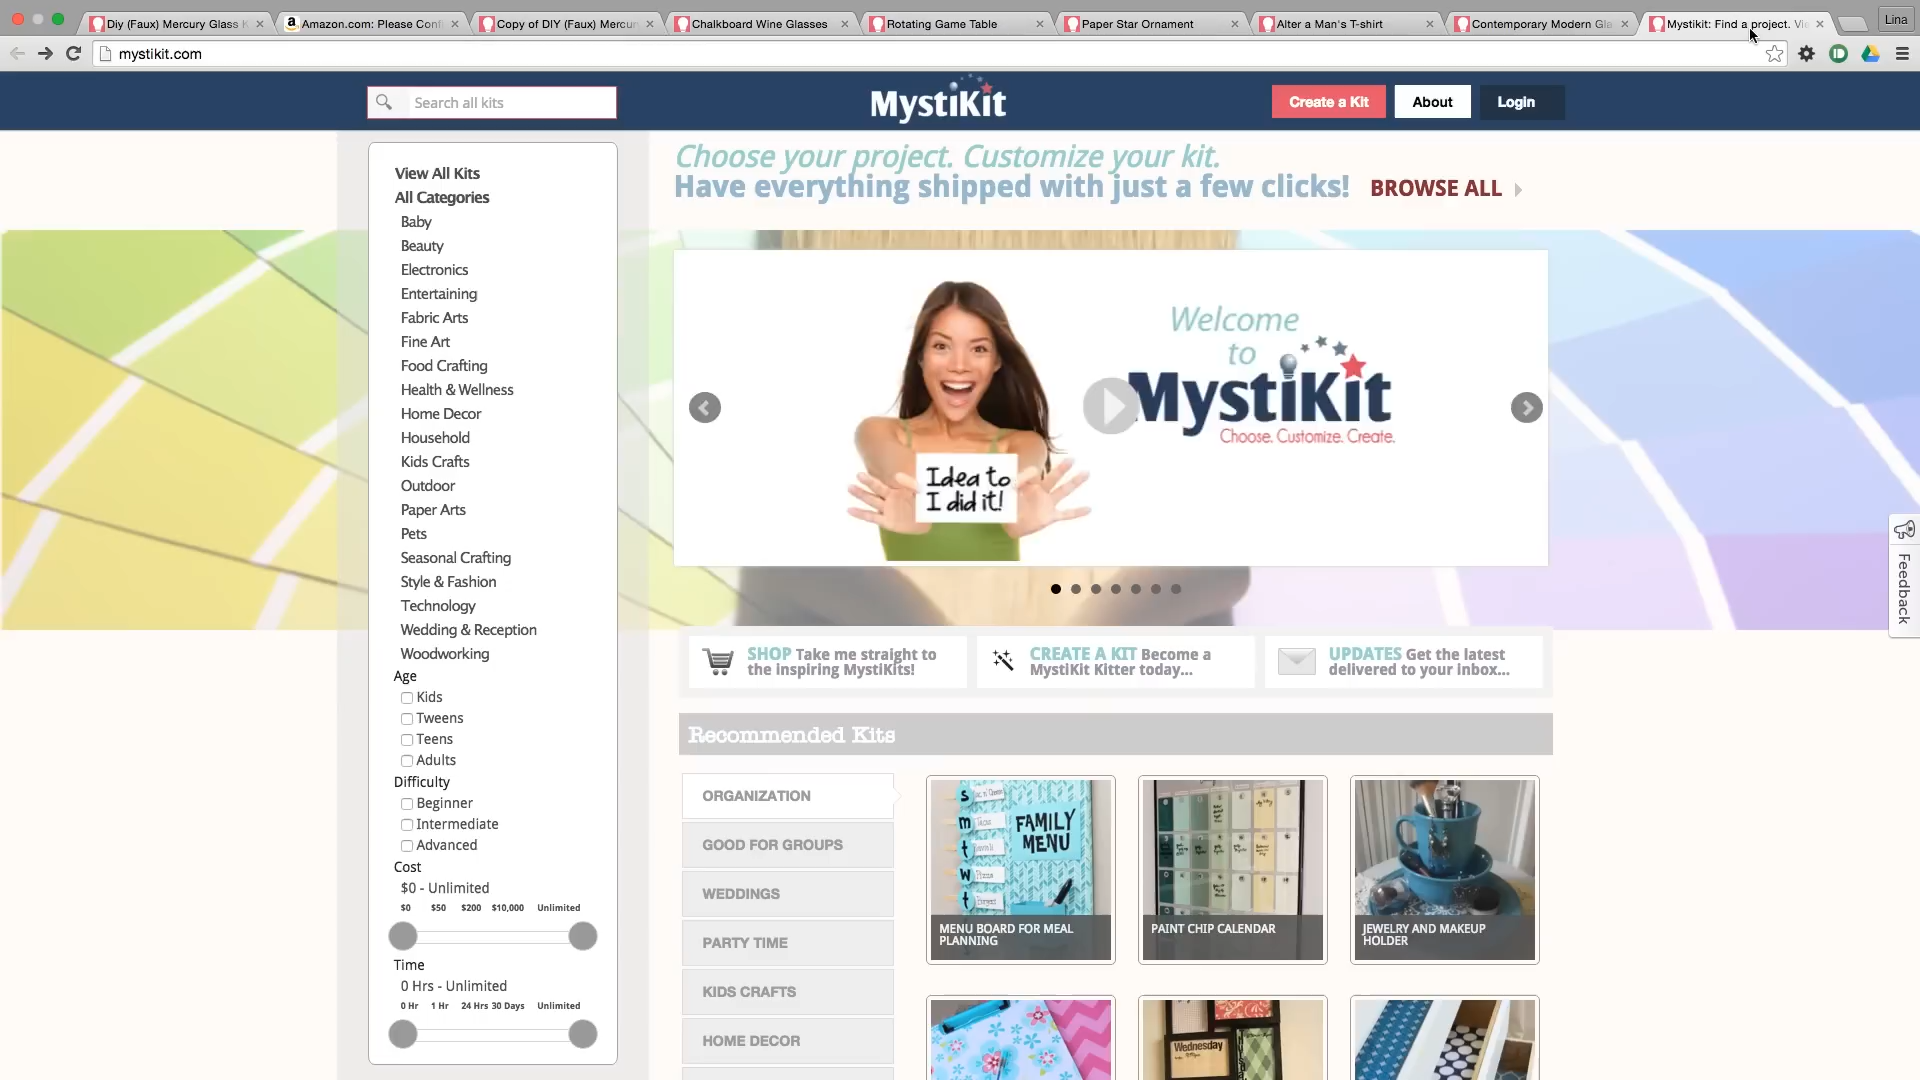 Diy (Faux) Mercury Glass K
Amazon.com: Please Conf
Copy of DIY (Faux) Mercur
Chalkboard Wine Glasses
Rotating Game Table
Paper Star Ornament
Alter a Man's T-shirt
Contemporary Modern Gla
Mystikit: Find a project. Vi
Lina
mystikit.com
Search all kits
MystiKit
Create a Kit
About
Login
Choose your project. Customize your kit.
Have everything shipped with just a few clicks!
BROWSE ALL
View All Kits
All Categories
Baby
Beauty
Electronics
Entertaining
Fabric Arts
Fine Art
Food Crafting
Health & Wellness
Home Decor
Household
Kids Crafts
Outdoor
Paper Arts
Pets
Seasonal Crafting
Style & Fashion
Technology
Wedding & Reception
Woodworking
Age
Kids
Tweens
Teens
Adults
Difficulty
Beginner
Intermediate
Advanced
Cost
$0 - Unlimited
$0 $50 $200 $10,000 Unlimited
Time
0 Hrs - Unlimited
0 Hr 1 Hr 24 Hrs 30 Days Unlimited
Idea to
I did it!
Welcome
to
MystiKit
Choose. Customize. Create.
Feedback
SHOP Take me straight to
the inspiring MystiKits!
CREATE A KIT Become a
MystiKit Kitter today...
UPDATES Get the latest
delivered to your inbox...
Recommended Kits
ORGANIZATION
GOOD FOR GROUPS
WEDDINGS
PARTY TIME
KIDS CRAFTS
HOME DECOR
s
m
t
w
t
FAMILY
MENU
MENU BOARD FOR MEAL
PLANNING
PAINT CHIP CALENDAR
JEWELRY AND MAKEUP
HOLDER
Wednesday